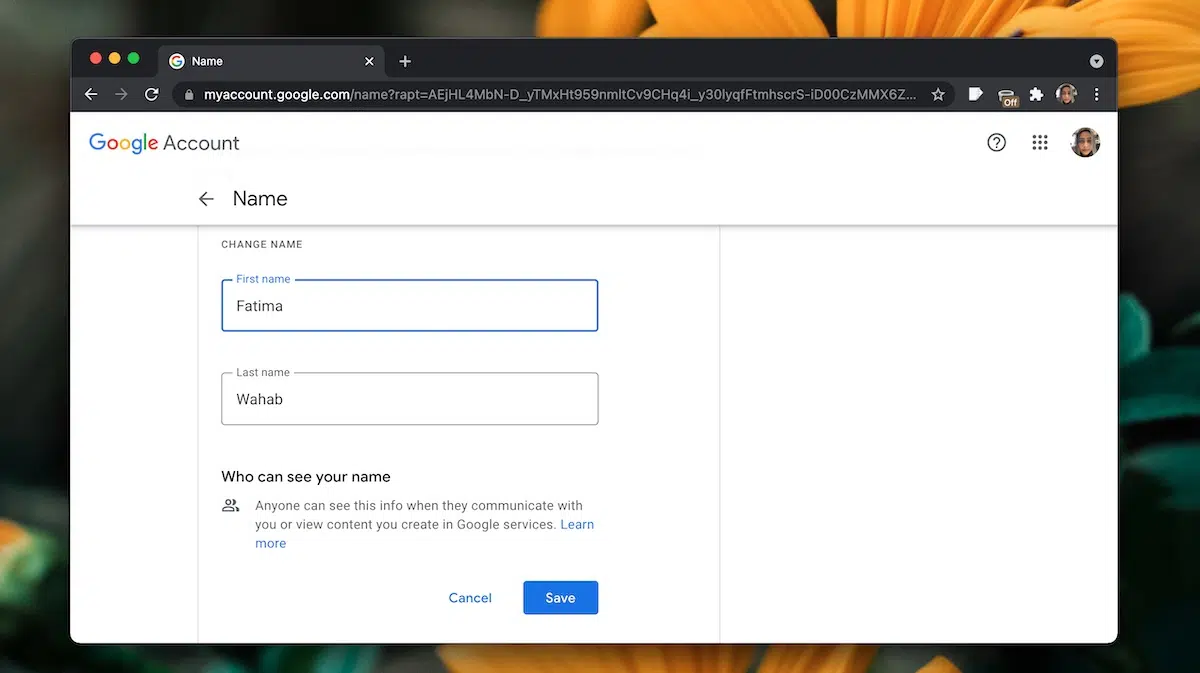 Name
myaccount.google.com/name?rapt=AEjHL4MbN-D_yTMxHt959nmltCv9CHq4i_y30lyqfFtmhscrS-iD00CzMMX6Z...
Off
Google Account
Name
CHANGE NAME
First name
Fatima
Last name
Wahab
Who can see your name
Anyone can see this info when they communicate with
you or view content you create in Google services. Learn
more
Cancel
Save